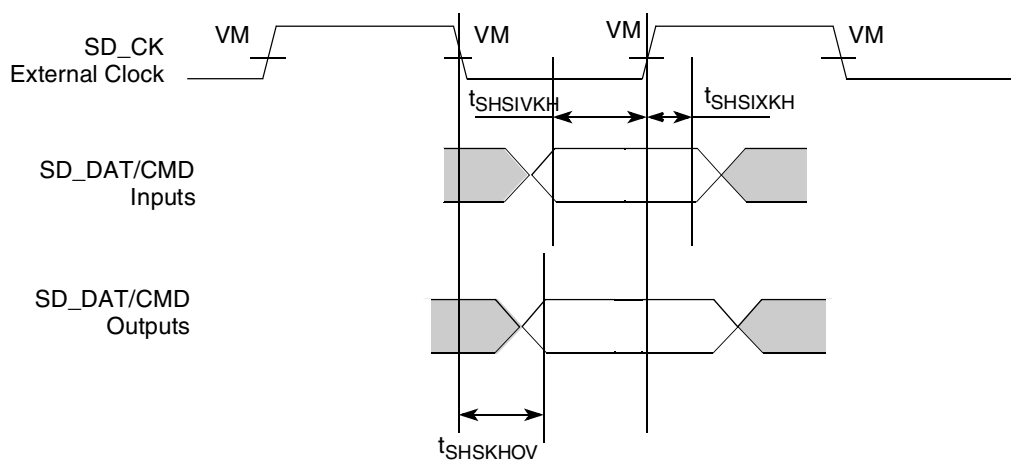 VM VM VM VM
SD_CK
External Clock
tSHSIVKH tSHSIXKH
SD_DAT/CMD
Inputs
SD_DAT/CMD
Outputs
tSHSKHOV